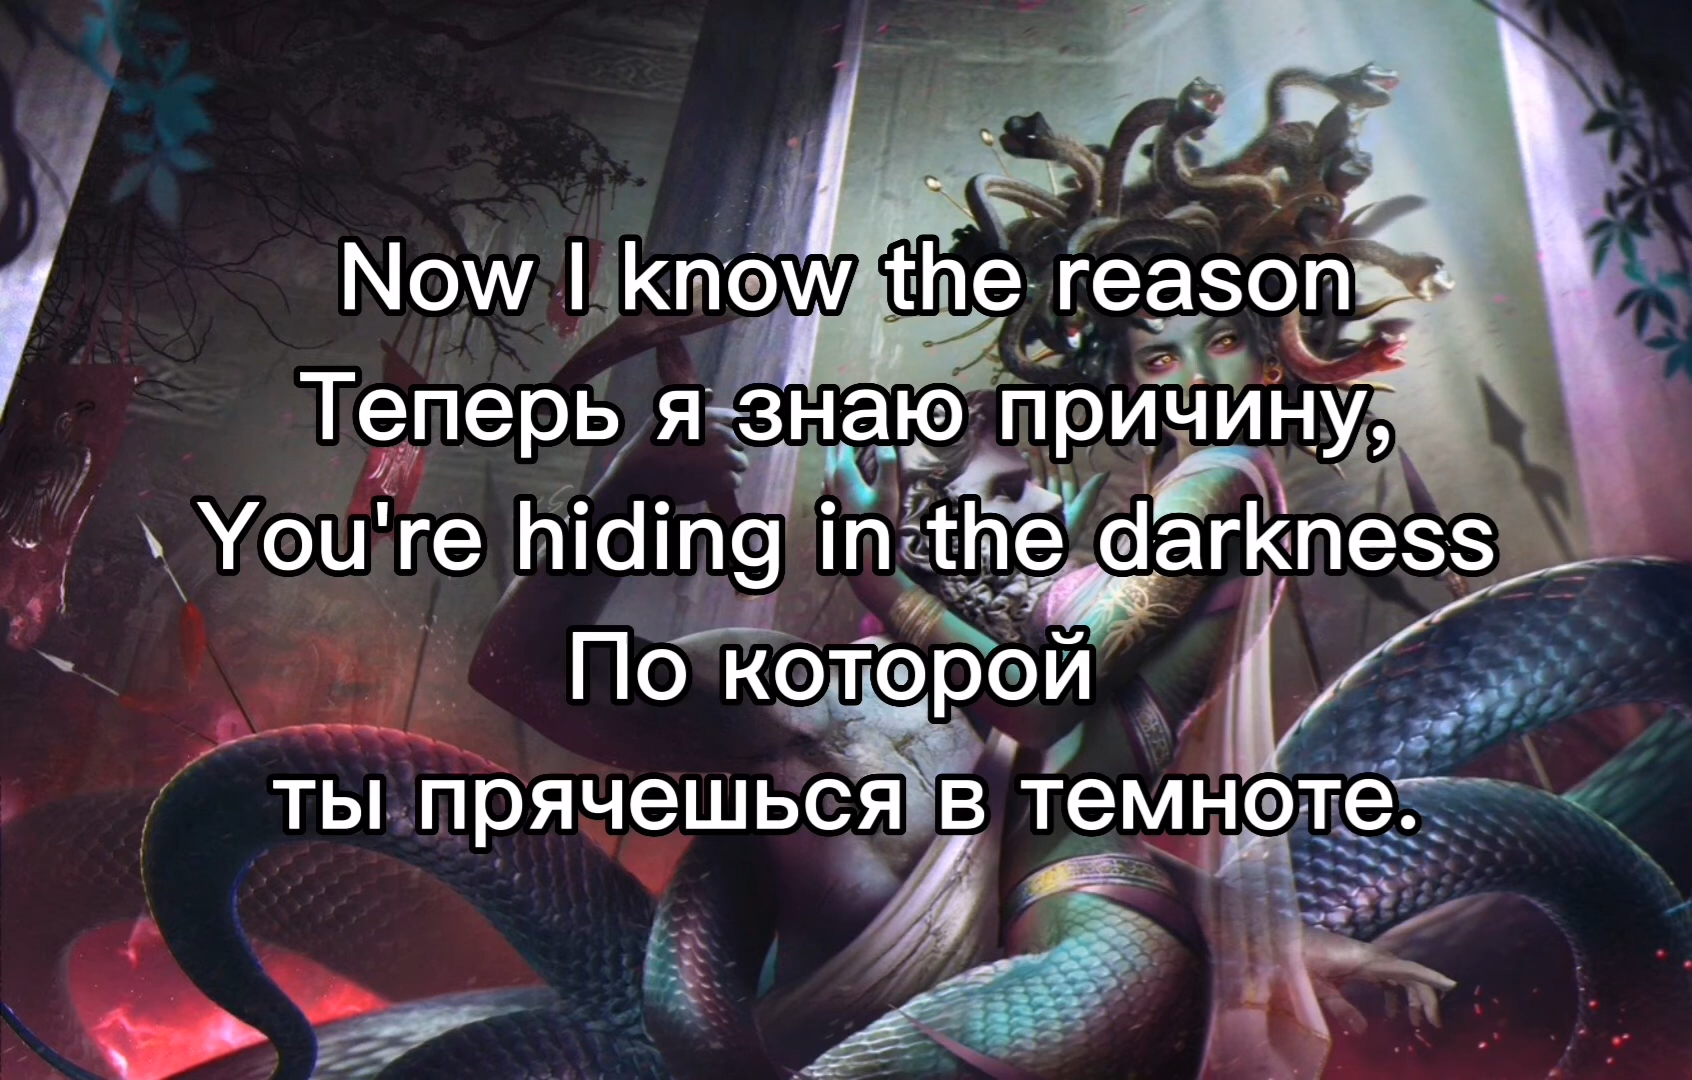 Now I know the reason
Теперь я знаю причину,
You're hiding in the darkness
По которой
ты прячешься в темноте.